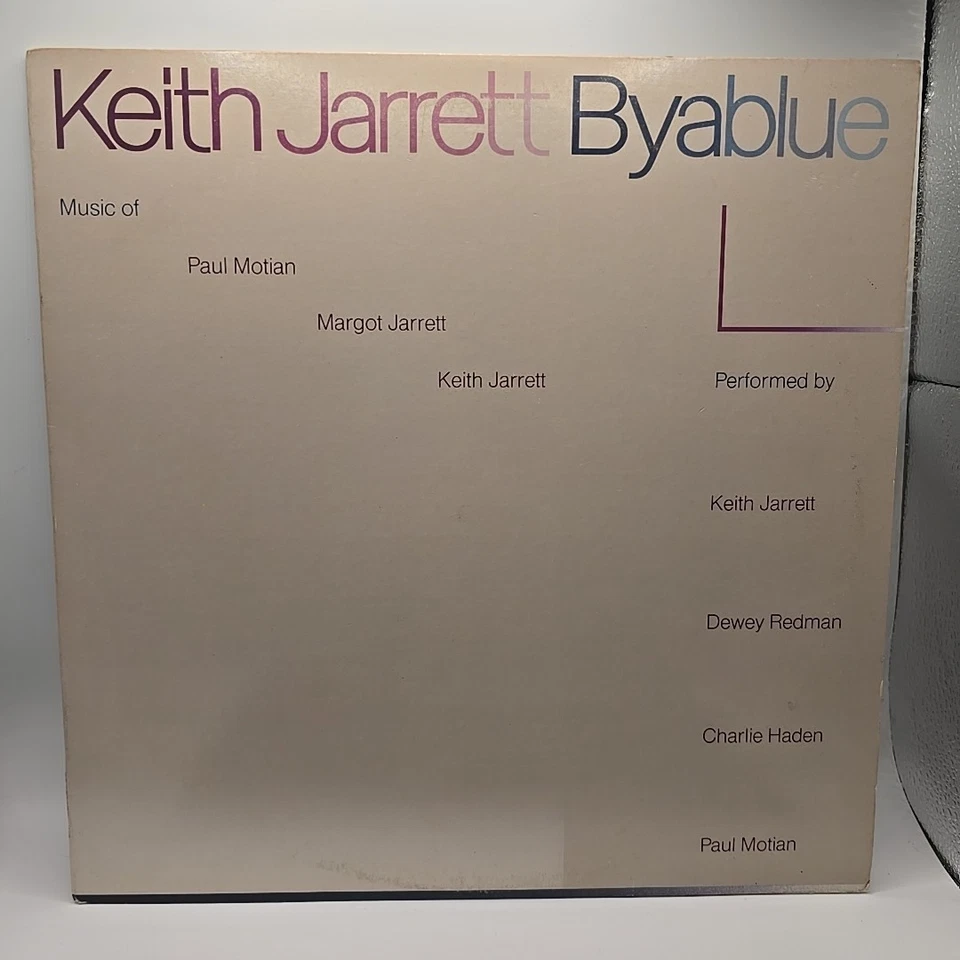 Keith Jarrett Byablue
Music of
Paul Motian
Margot Jarrett
Keith Jarrett
Performed by
Keith Jarrett
Dewey Redman
Charlie Haden
Paul Motian